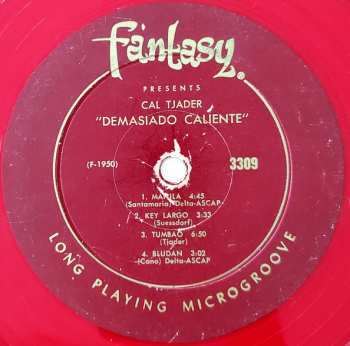 fantasy.
PRESENTS
CAL TJADER
"DEMASIADO CALIENTE"
(F-1950)
3309
1. MAFULA 4:45
(Santamaria) Delta-ASCAP
2. KEY LARGO 3:33
(Suessdorf)
3. TUMBAO 6:50
(Tjader)
4. BLUDAN 3:02
(Cano) Delta-ASCAP
LONG PLAYING MICROGROOVE